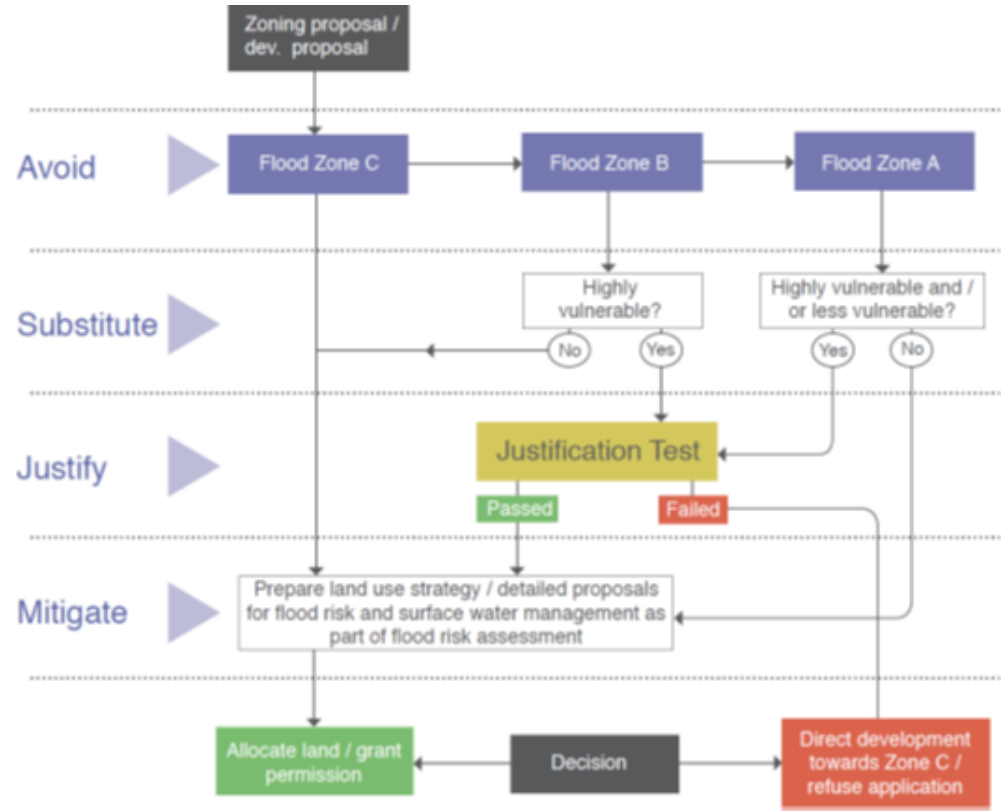 Zoning proposal /
dev. proposal
Avoid
Flood Zone C
Flood Zone B
Flood Zone A
Substitute
Highly
vulnerable?
Highly vulnerable and /
or less vulnerable?
No
Yes
Yes
No
Justify
Justification Test
Passed
Failed
Mitigate
Prepare land use strategy / detailed proposals
for flood risk and surface water management as
part of flood risk assessment
Allocate land / grant
permission
Decision
Direct development
towards Zone C /
refuse application